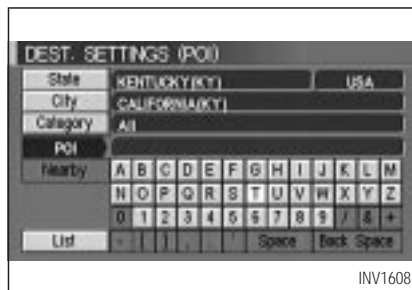 DEST. SETTINGS (POI)
State KENTUCKY(KY) USA
City CALIFORNIA(KY)
Category All
POI
Nearby A B C D E F G H I J K L M
N O P Q R S T U V W X Y Z
0 1 2 3 4 5 6 7 8 9 / & +
List - ( ) . , ' Space Back Space
INV1608